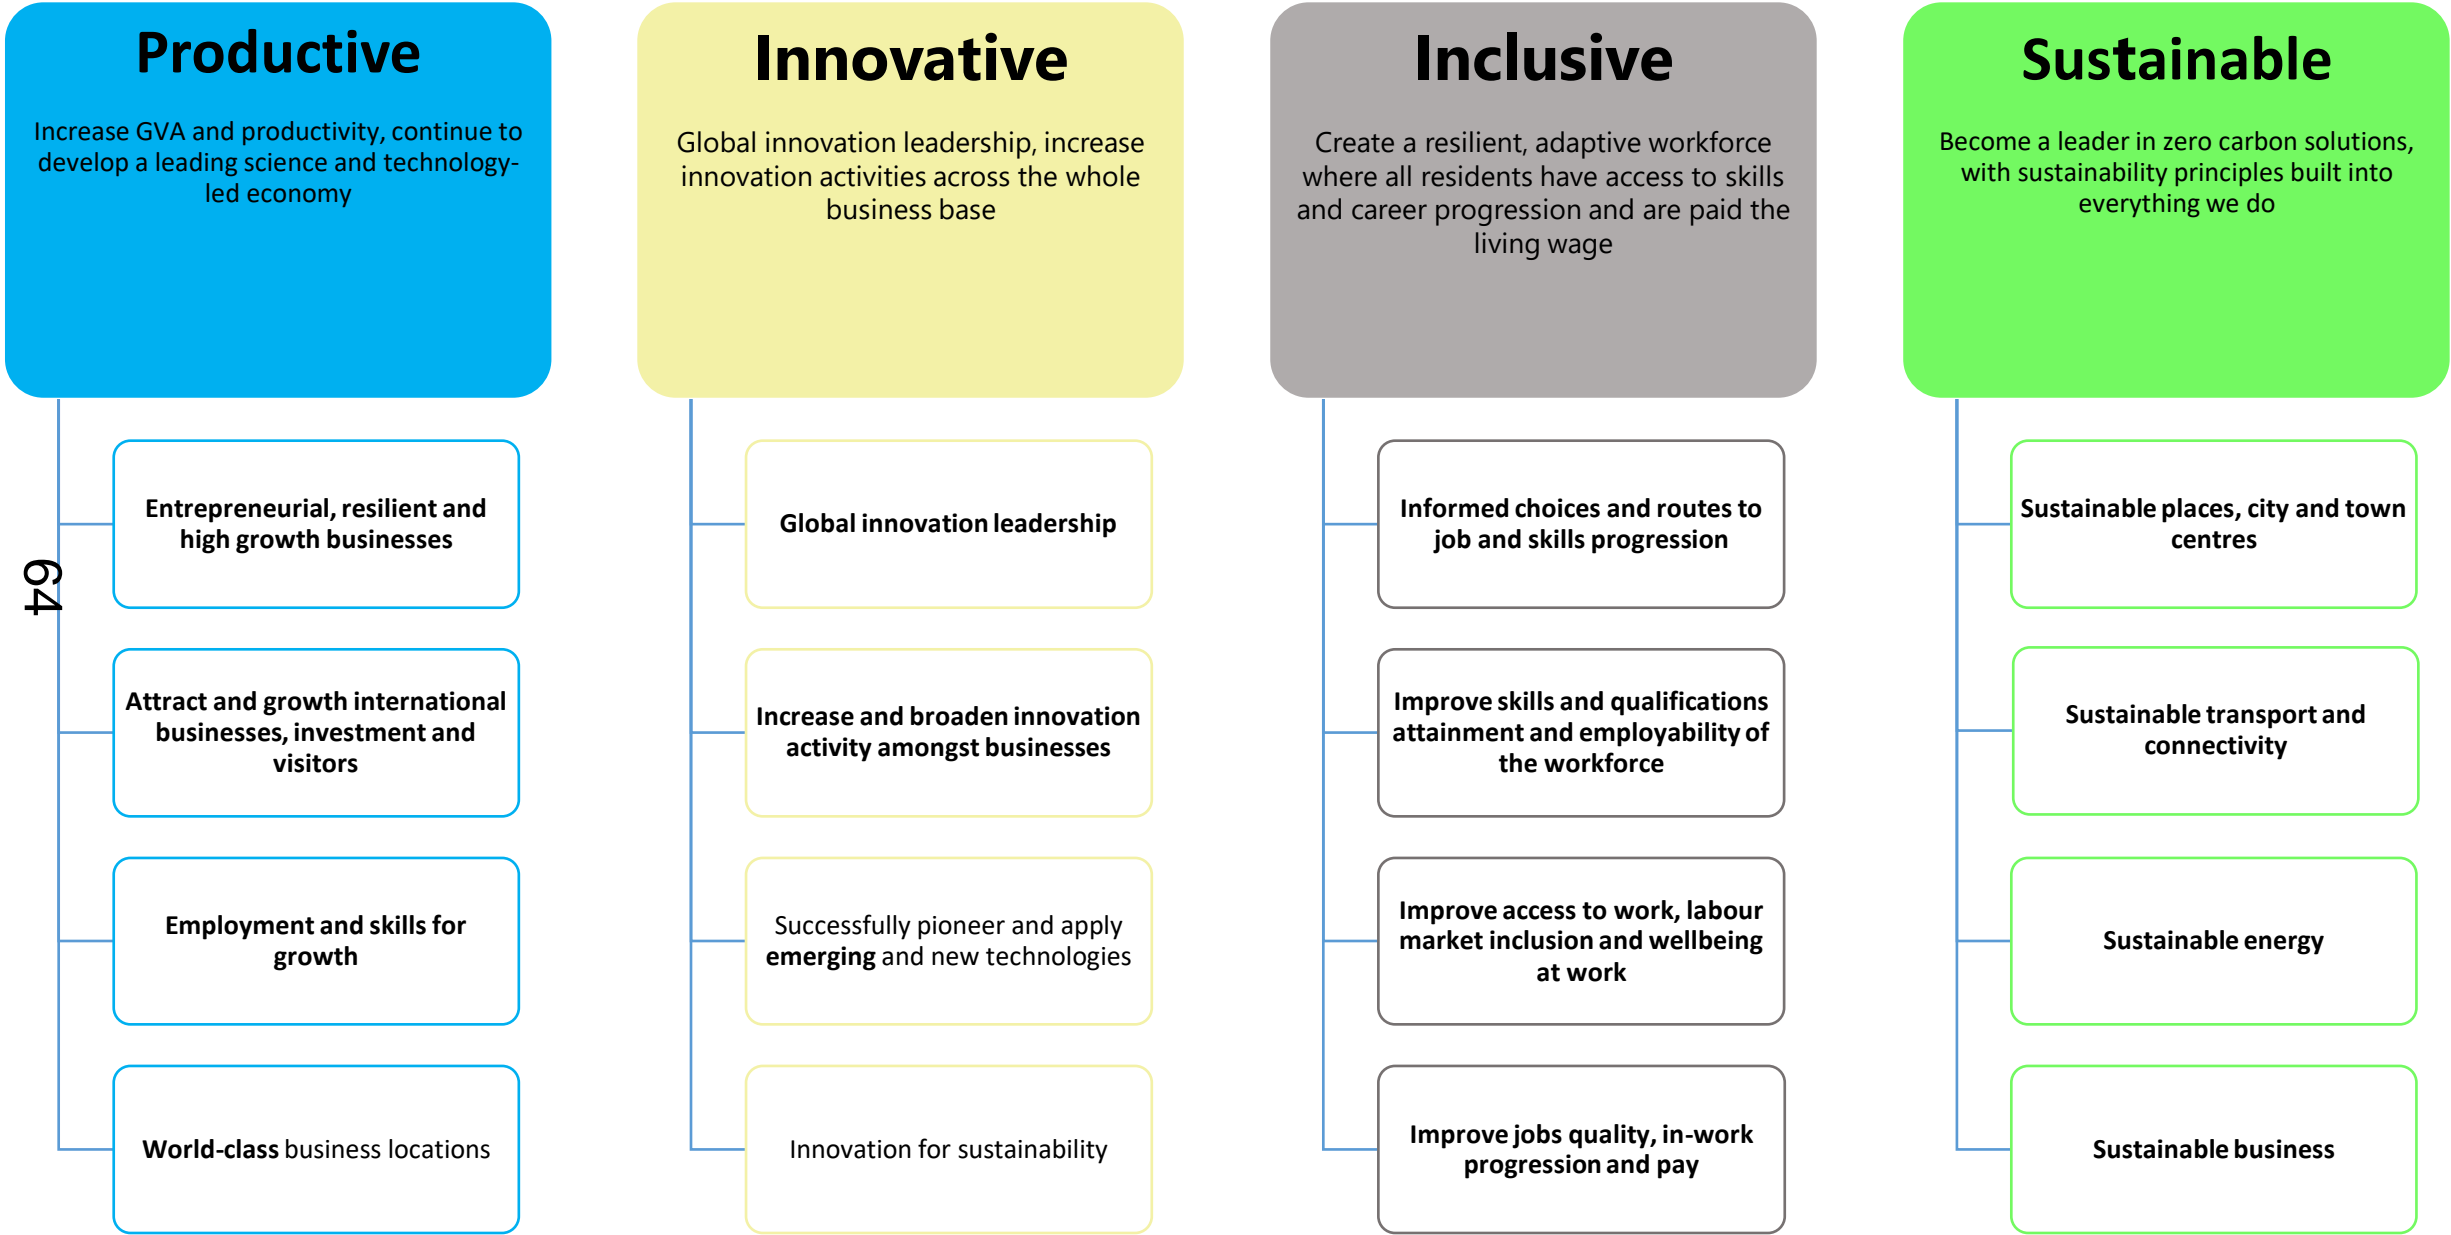 Productive
Increase GVA and productivity, continue to
develop a leading science and technology-
led economy
Entrepreneurial, resilient and
high growth businesses
Attract and growth international
businesses, investment and
visitors
Employment and skills for
growth
World-class business locations
64
Innovative
Global innovation leadership, increase
innovation activities across the whole
business base
Global innovation leadership
Increase and broaden innovation
activity amongst businesses
Successfully pioneer and apply
emerging and new technologies
Innovation for sustainability
Inclusive
Create a resilient, adaptive workforce
where all residents have access to skills
and career progression and are paid the
living wage
Informed choices and routes to
job and skills progression
Improve skills and qualifications
attainment and employability of
the workforce
Improve access to work, labour
market inclusion and wellbeing
at work
Improve jobs quality, in-work
progression and pay
Sustainable
Become a leader in zero carbon solutions,
with sustainability principles built into
everything we do
Sustainable places, city and town
centres
Sustainable transport and
connectivity
Sustainable energy
Sustainable business